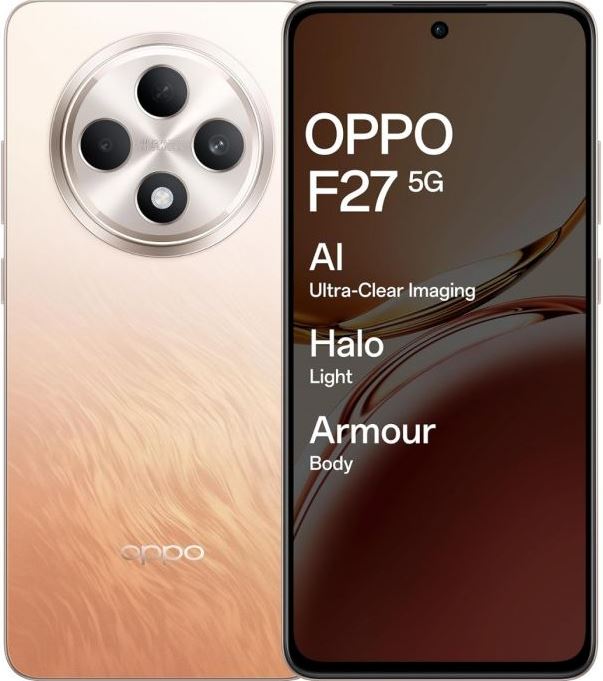 OPPO
F27 5G
AI
Ultra-Clear Imaging
Halo
Light
Armour
Body
oppo